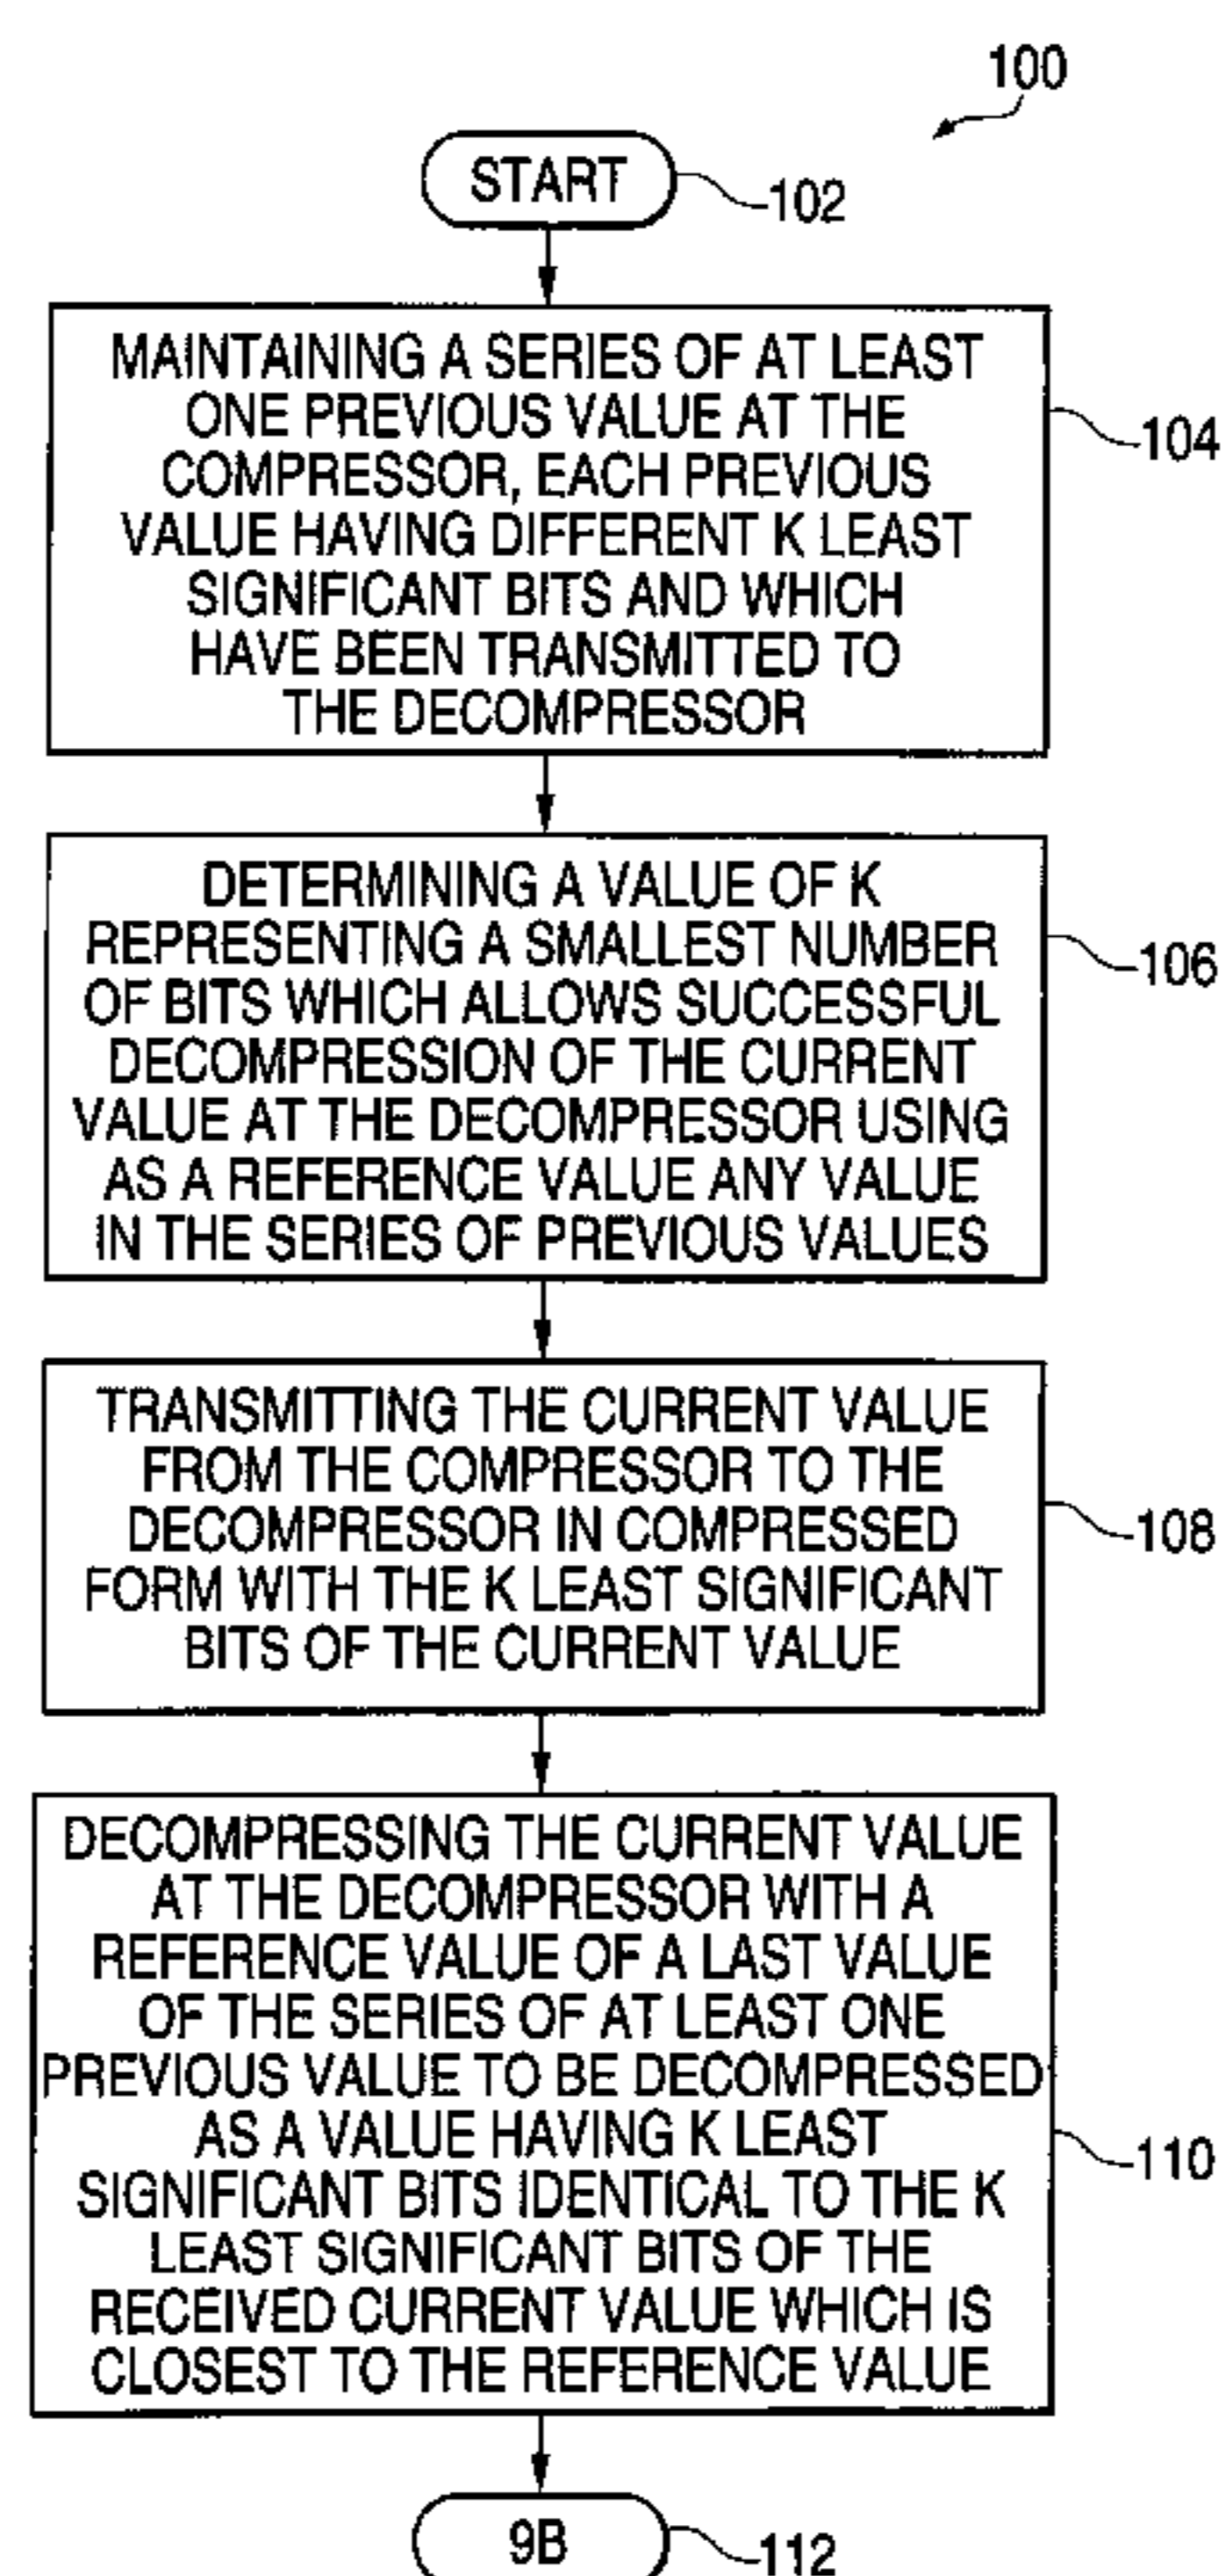 100
START
102
MAINTAINING A SERIES OF AT LEAST
ONE PREVIOUS VALUE AT THE
COMPRESSOR, EACH PREVIOUS
VALUE HAVING DIFFERENT K LEAST
SIGNIFICANT BITS AND WHICH
HAVE BEEN TRANSMITTED TO
THE DECOMPRESSOR
104
DETERMINING A VALUE OF K
REPRESENTING A SMALLEST NUMBER
OF BITS WHICH ALLOWS SUCCESSFUL
DECOMPRESSION OF THE CURRENT
VALUE AT THE DECOMPRESSOR USING
AS A REFERENCE VALUE ANY VALUE
IN THE SERIES OF PREVIOUS VALUES
106
TRANSMITTING THE CURRENT VALUE
FROM THE COMPRESSOR TO THE
DECOMPRESSOR IN COMPRESSED
FORM WITH THE K LEAST SIGNIFICANT
BITS OF THE CURRENT VALUE
108
DECOMPRESSING THE CURRENT VALUE
AT THE DECOMPRESSOR WITH A
REFERENCE VALUE OF A LAST VALUE
OF THE SERIES OF AT LEAST ONE
PREVIOUS VALUE TO BE DECOMPRESSED
AS A VALUE HAVING K LEAST
SIGNIFICANT BITS IDENTICAL TO THE K
LEAST SIGNIFICANT BITS OF THE
RECEIVED CURRENT VALUE WHICH IS
CLOSEST TO THE REFERENCE VALUE
110
9B
112